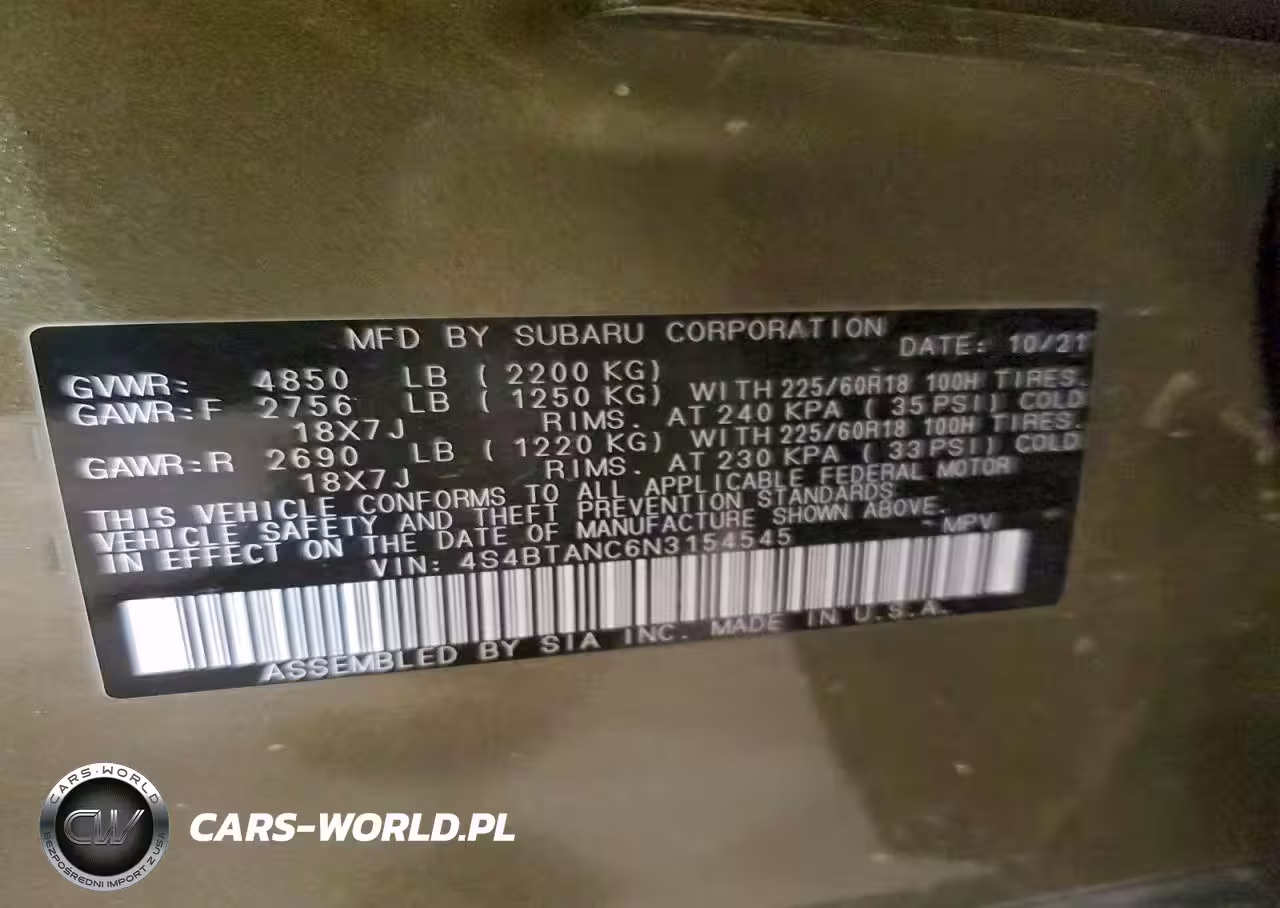 MFD BY SUBARU CORPORATION DATE: 10/21
GVWR: 4850 LB ( 2200 KG)
GAWR:F 2756 LB ( 1250 KG) WITH 225/60R18 100H TIRES.
18X7J RIMS. AT 240 KPA ( 35 PSI) COLD
GAWR:R 2690 LB ( 1220 KG) WITH 225/60R18 100H TIRES.
18X7J RIMS. AT 230 KPA ( 33 PSI) COLD
THIS VEHICLE CONFORMS TO ALL APPLICABLE FEDERAL MOTOR
VEHICLE SAFETY AND THEFT PREVENTION STANDARDS
IN EFFECT ON THE DATE OF MANUFACTURE SHOWN ABOVE.
VIN: 4S4BTANC6N3154545 MPV
ASSEMBLED BY SIA INC. MADE IN U.S.A.
CARS-WORLD
CW
BEZPOŚREDNI IMPORT Z USA
CARS-WORLD.PL